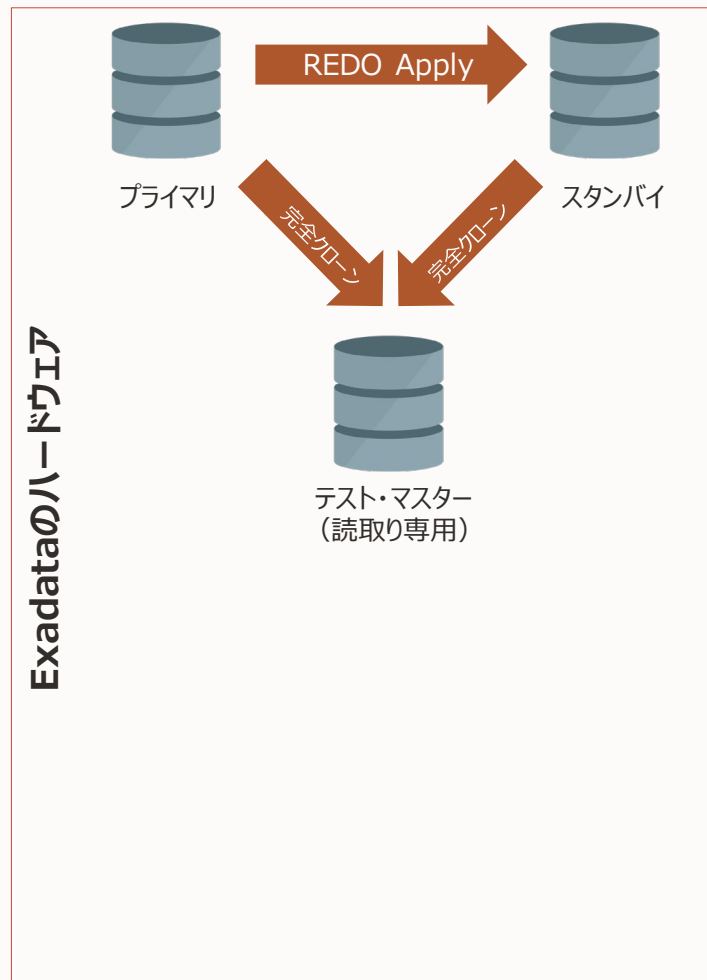 REDO Apply
プライマリ
スタンバイ
完全クローン
完全クローン
テスト・マスター
（読取り専用）
Exadataのハードウェア